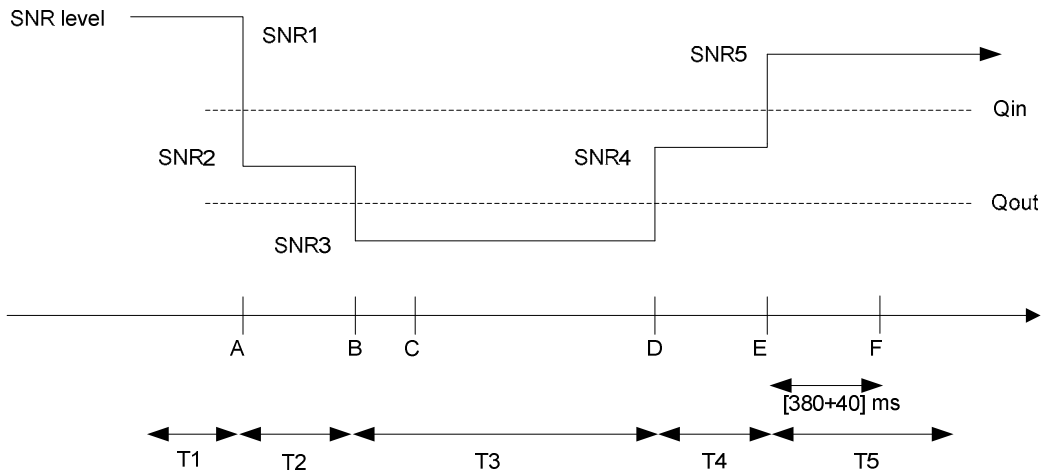 SNR level
SNR1
SNR5
Qin
SNR2
SNR4
Qout
SNR3
A B C D E F
[380+40] ms
T1 T2 T3 T4 T5